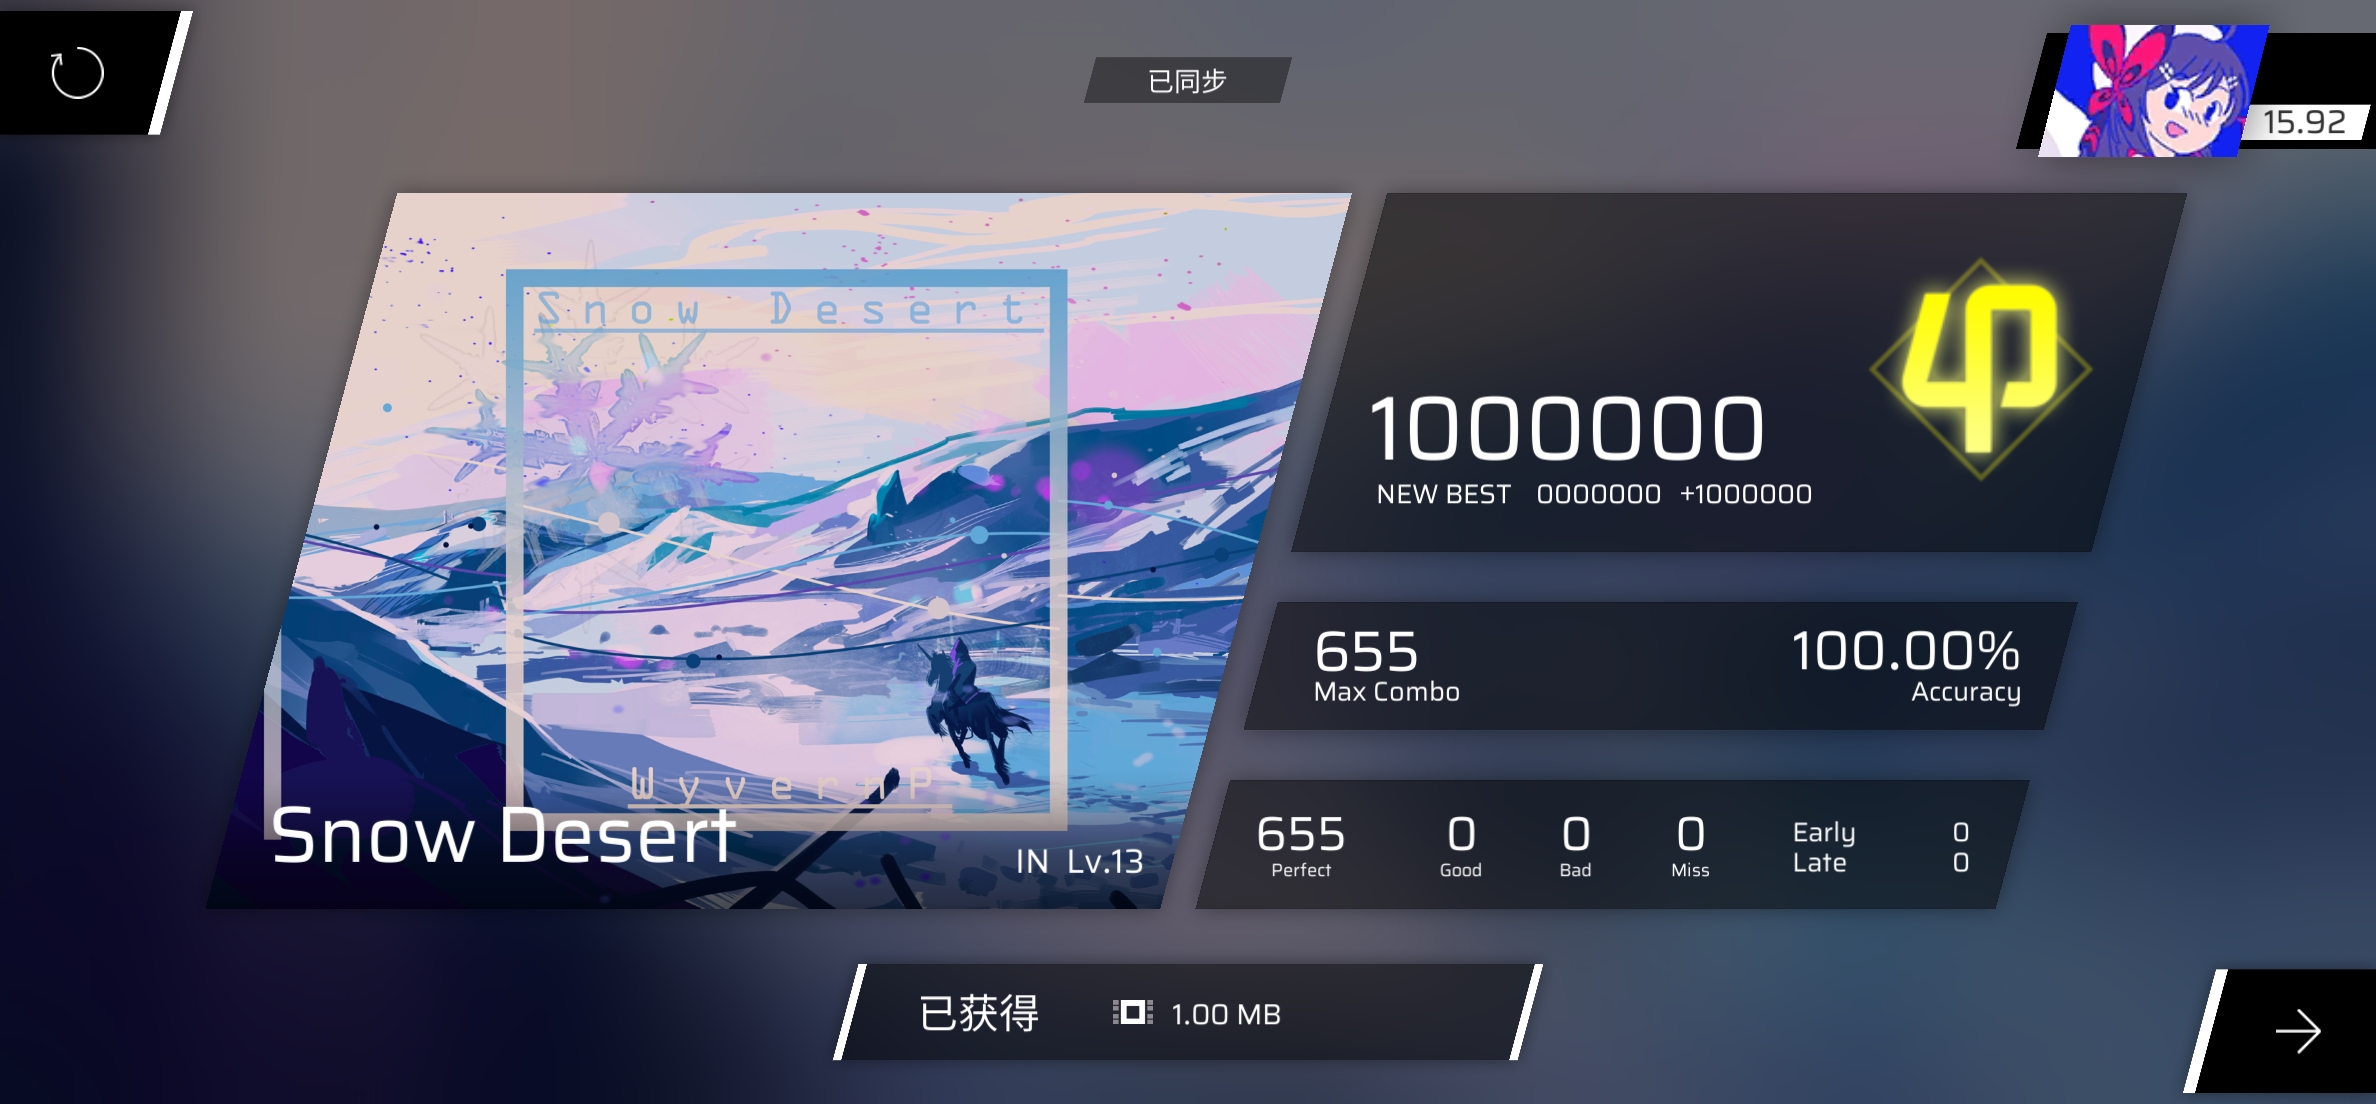 已同步
15.92
Snow Desert
WyvernP
Snow Desert
IN Lv.13
1000000
NEW BEST 0000000 +1000000
655
Max Combo
100.00%
Accuracy
655
Perfect
0
Good
0
Bad
0
Miss
Early 0
Late 0
已获得 1.00 MB